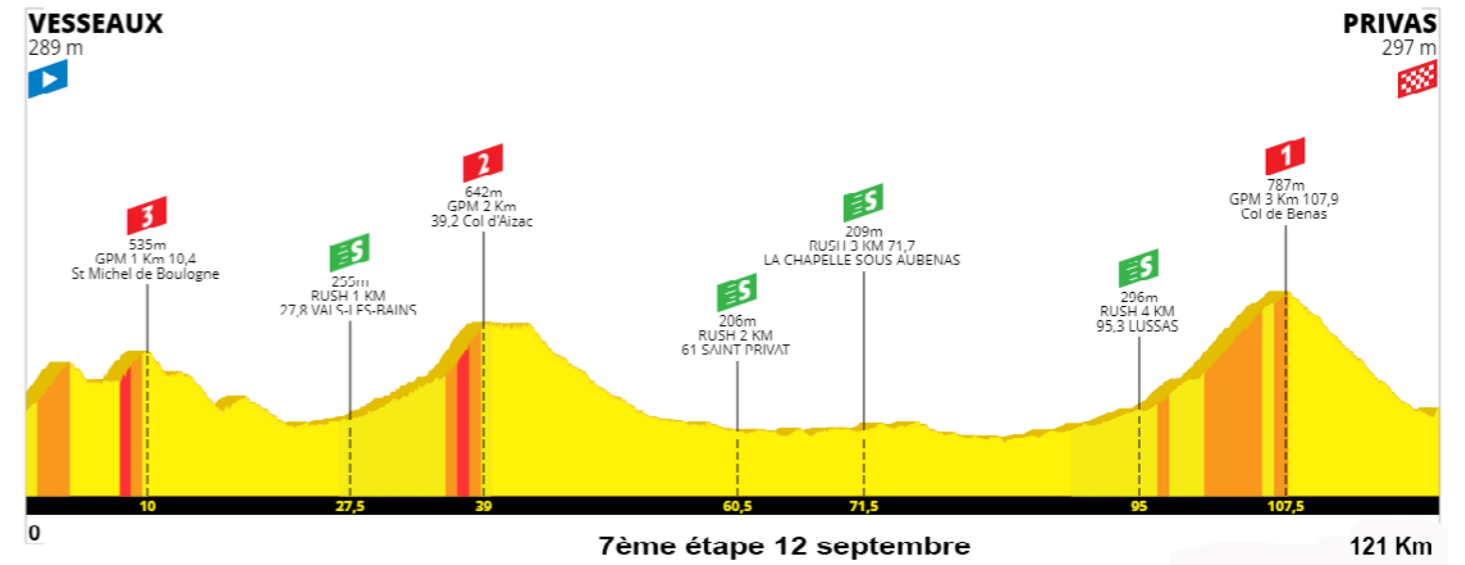 VESSEAUX
289 m
PRIVAS
297 m
3
535m
GPM 1 Km 10,4
St Michel de Boulogne
S
255m
RUSH 1 KM
27,8 VALS-LES-BAINS
2
642m
GPM 2 Km
39,2 Col d'Aizac
S
206m
RUSH 2 KM
61 SAINT PRIVAT
S
209m
RUSH 3 KM 71,7
LA CHAPELLE SOUS AUBENAS
S
296m
RUSH 4 KM
95,3 LUSSAS
1
787m
GPM 3 Km 107,9
Col de Benas
10
27,5
39
60,5
71,5
95
107,5
0
7ème étape 12 septembre
121 Km